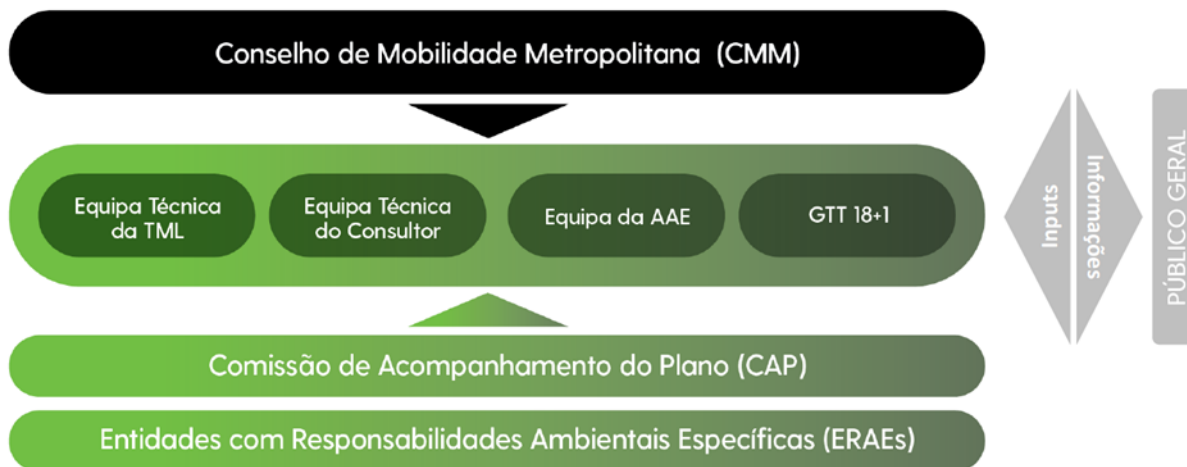 Conselho de Mobilidade Metropolitana (CMM)
Equipa Técnica
da TML
Equipa Técnica
do Consultor
Equipa da AAE
GTT 18+1
Comissão de Acompanhamento do Plano (CAP)
Entidades com Responsabilidades Ambientais Específicas (ERAEs)
Inputs
Informações
PÚBLICO GERAL